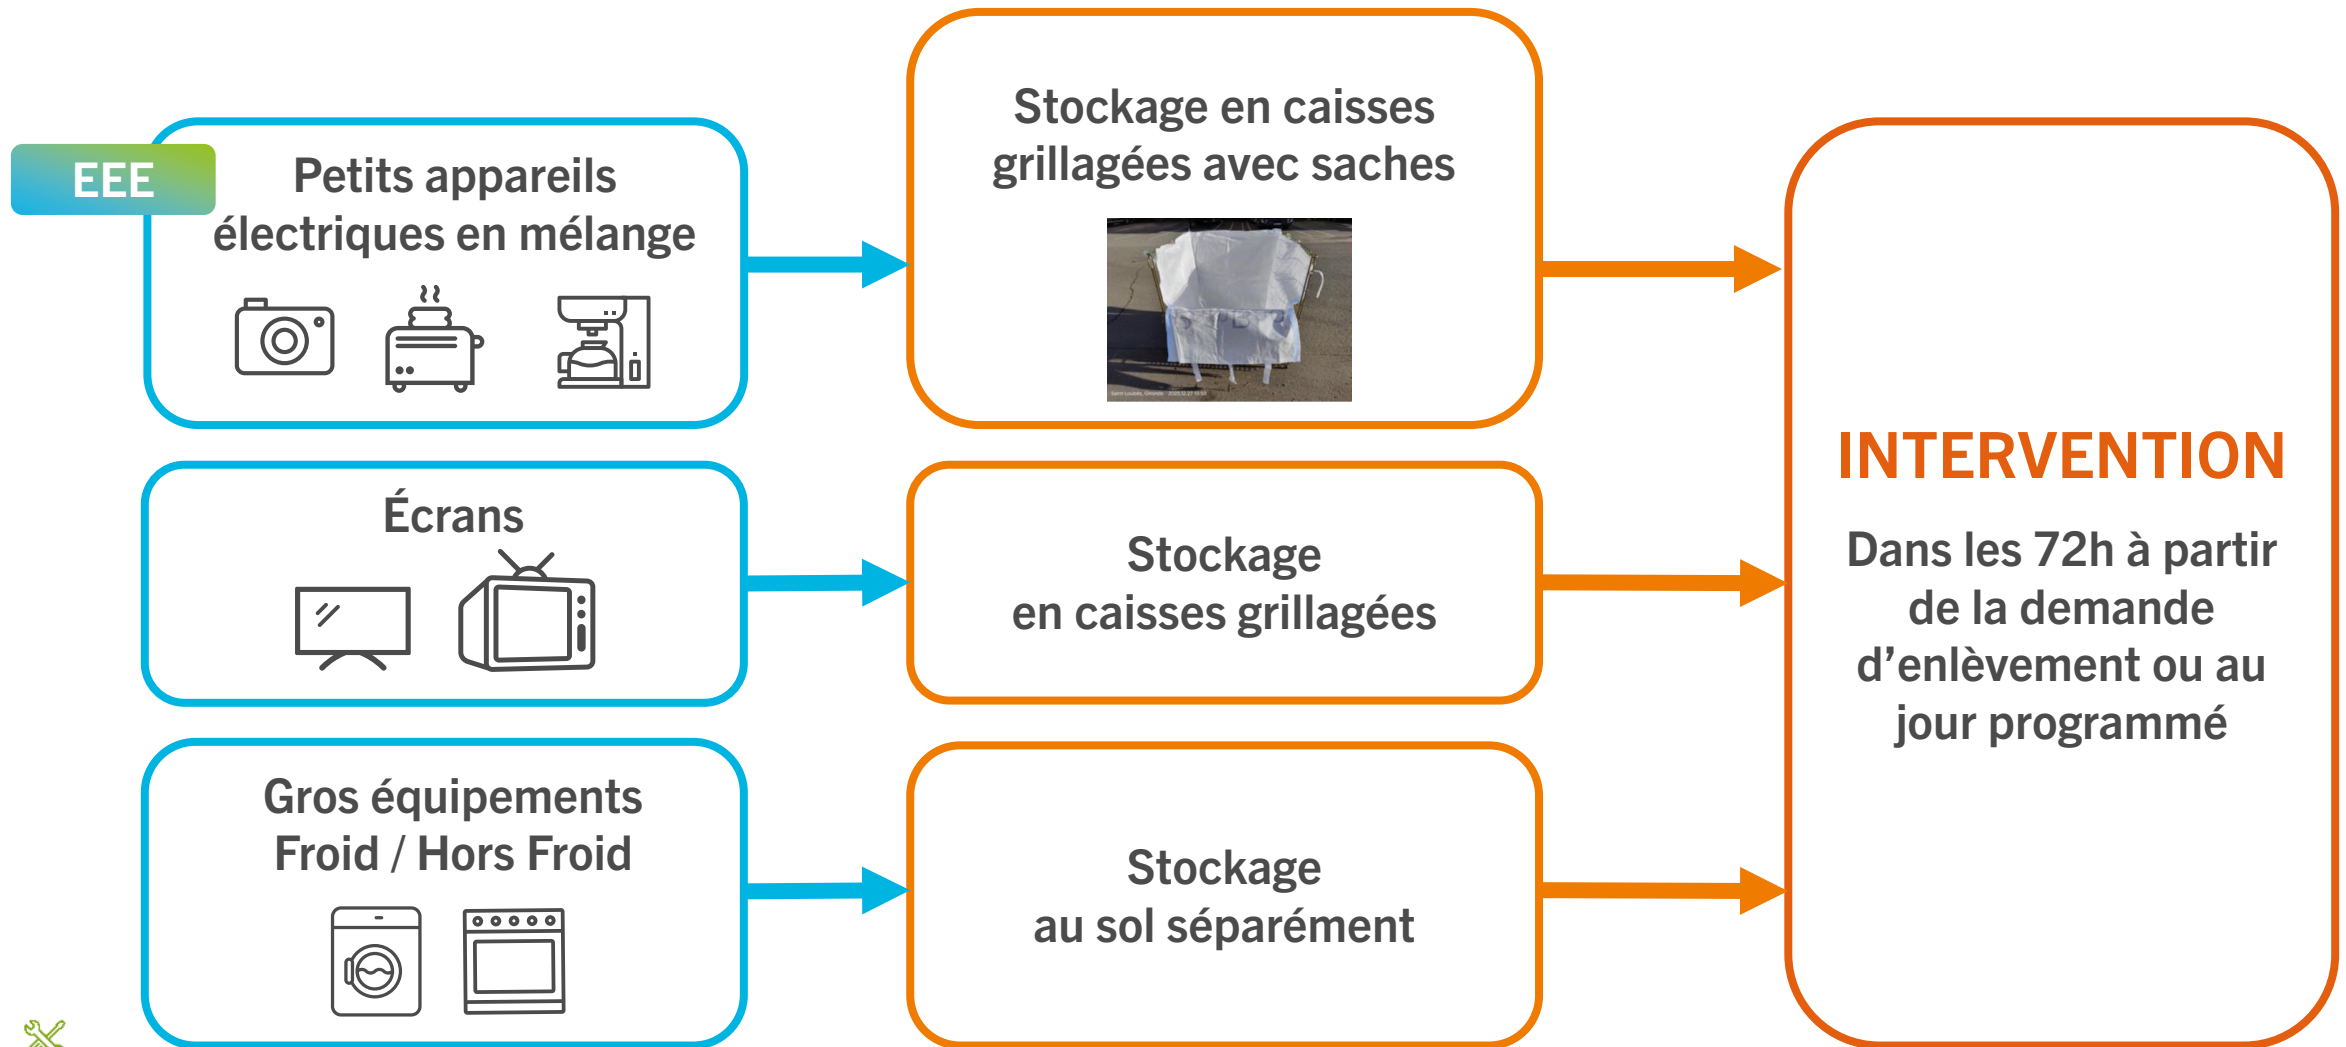 EEE
Petits appareils
électriques en mélange
Stockage en caisses
grillagées avec saches
Écrans
Stockage
en caisses grillagées
Gros équipements
Froid / Hors Froid
Stockage
au sol séparément
INTERVENTION
Dans les 72h à partir
de la demande
d’enlèvement ou au
jour programmé